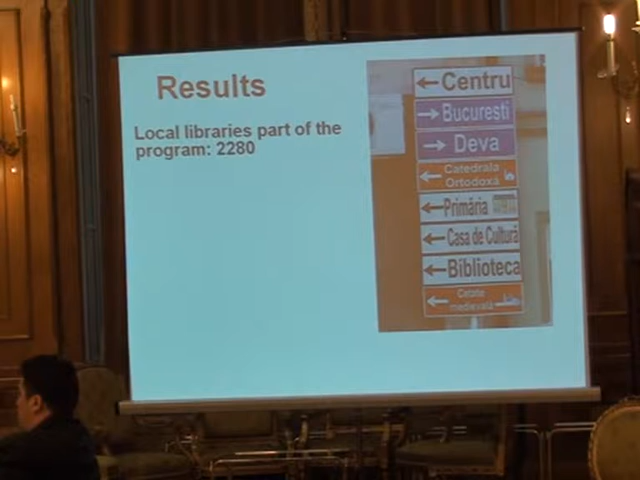 Results
Local libraries part of the
program: 2280
Centru
Bucuresti
Deva
Catedrala
Ortodoxă
Primăria
Casa de Cultură
Biblioteca
Cetate
medievală